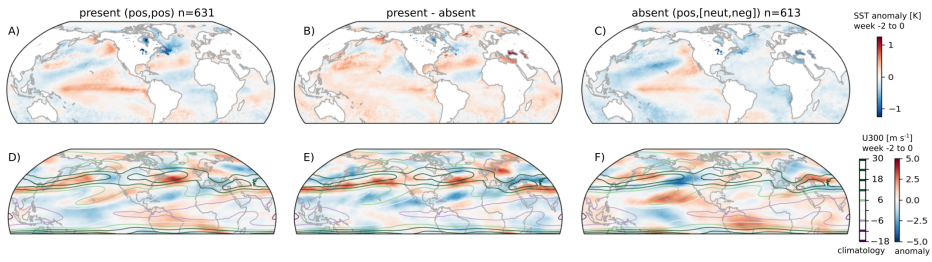 present (pos,pos) n=631
present - absent
absent (pos,[neut,neg]) n=613
SST anomaly [K]
week -2 to 0
A)
B)
C)
1
0
−1
U300 [m s⁻¹]
week -2 to 0
D)
E)
F)
30
18
6
−6
−18
5.0
2.5
0.0
−2.5
−5.0
climatology
anomaly